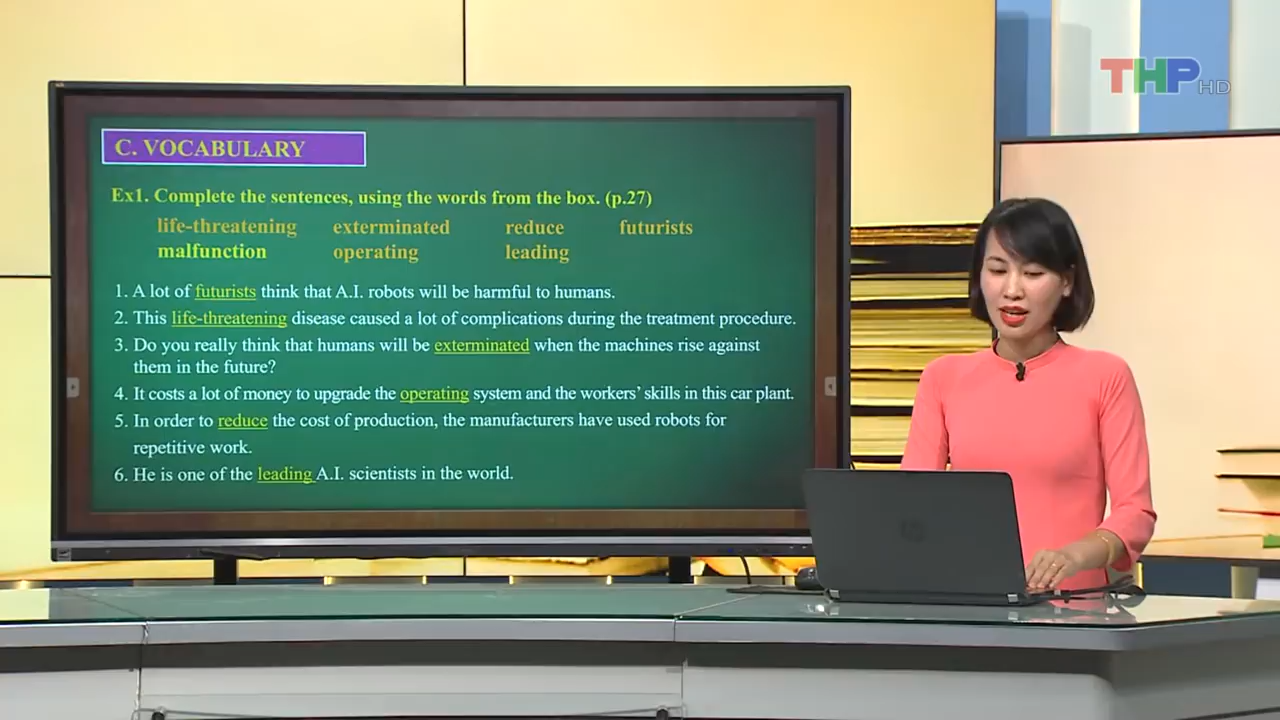 THP HD
C. VOCABULARY
Ex1. Complete the sentences, using the words from the box. (p.27)
life-threatening exterminated reduce futurists
malfunction operating leading
1. A lot of futurists think that A.I. robots will be harmful to humans.
2. This life-threatening disease caused a lot of complications during the treatment procedure.
3. Do you really think that humans will be exterminated when the machines rise against
them in the future?
4. It costs a lot of money to upgrade the operating system and the workers' skills in this car plant.
5. In order to reduce the cost of production, the manufacturers have used robots for
repetitive work.
6. He is one of the leading A.I. scientists in the world.